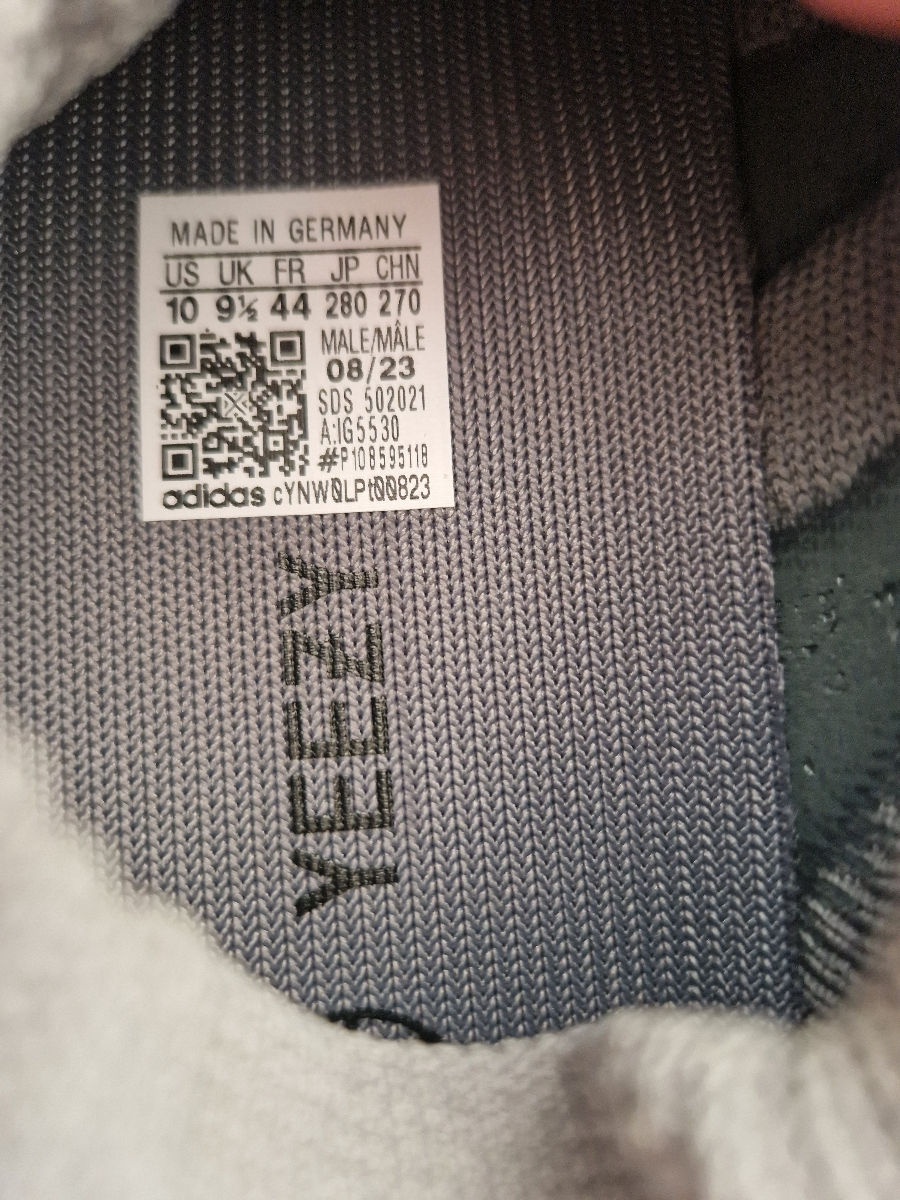 MADE IN GERMANY
US UK FR JP CHN
10 9½ 44 280 270
MALE/MÂLE
08/23
SDS 502021
A:IG5530
#P108595118
adidas cYNW0LPt00823
YEEZY